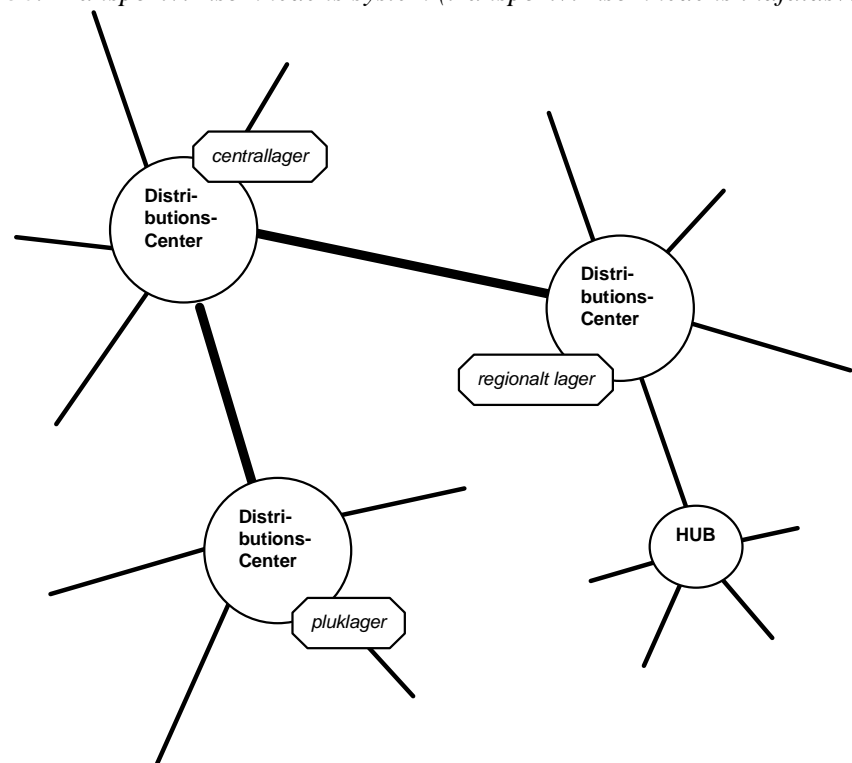 centrallager
Distri-
butions-
Center
Distri-
butions-
Center
regionalt lager
Distri-
butions-
Center
HUB
pluklager